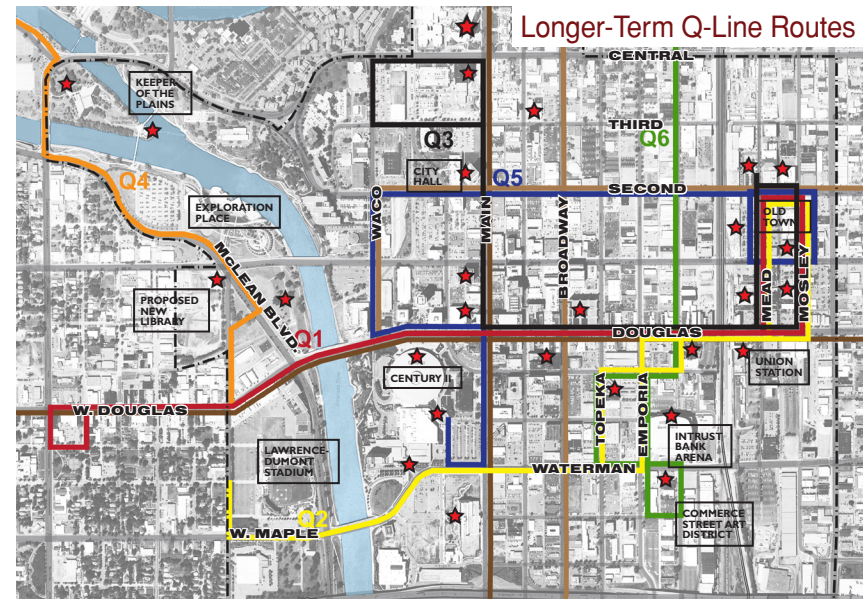 Longer-Term Q-Line Routes
CENTRAL
KEEPER
OF THE
PLAINS
THIRD
Q3
Q6
CITY
HALL
Q4
Q5
SECOND
EXPLORATION
PLACE
WACO
MAIN
BROADWAY
OLD
TOWN
MEAD
MOSLEY
McLEAN BLVD.
PROPOSED
NEW
LIBRARY
Q1
DOUGLAS
CENTURY II
UNION
STATION
W. DOUGLAS
TOPEKA
EMPORIA
LAWRENCE-
DUMONT
STADIUM
INTRUST
BANK
ARENA
WATERMAN
Q2
W. MAPLE
COMMERCE
STREET ART
DISTRICT